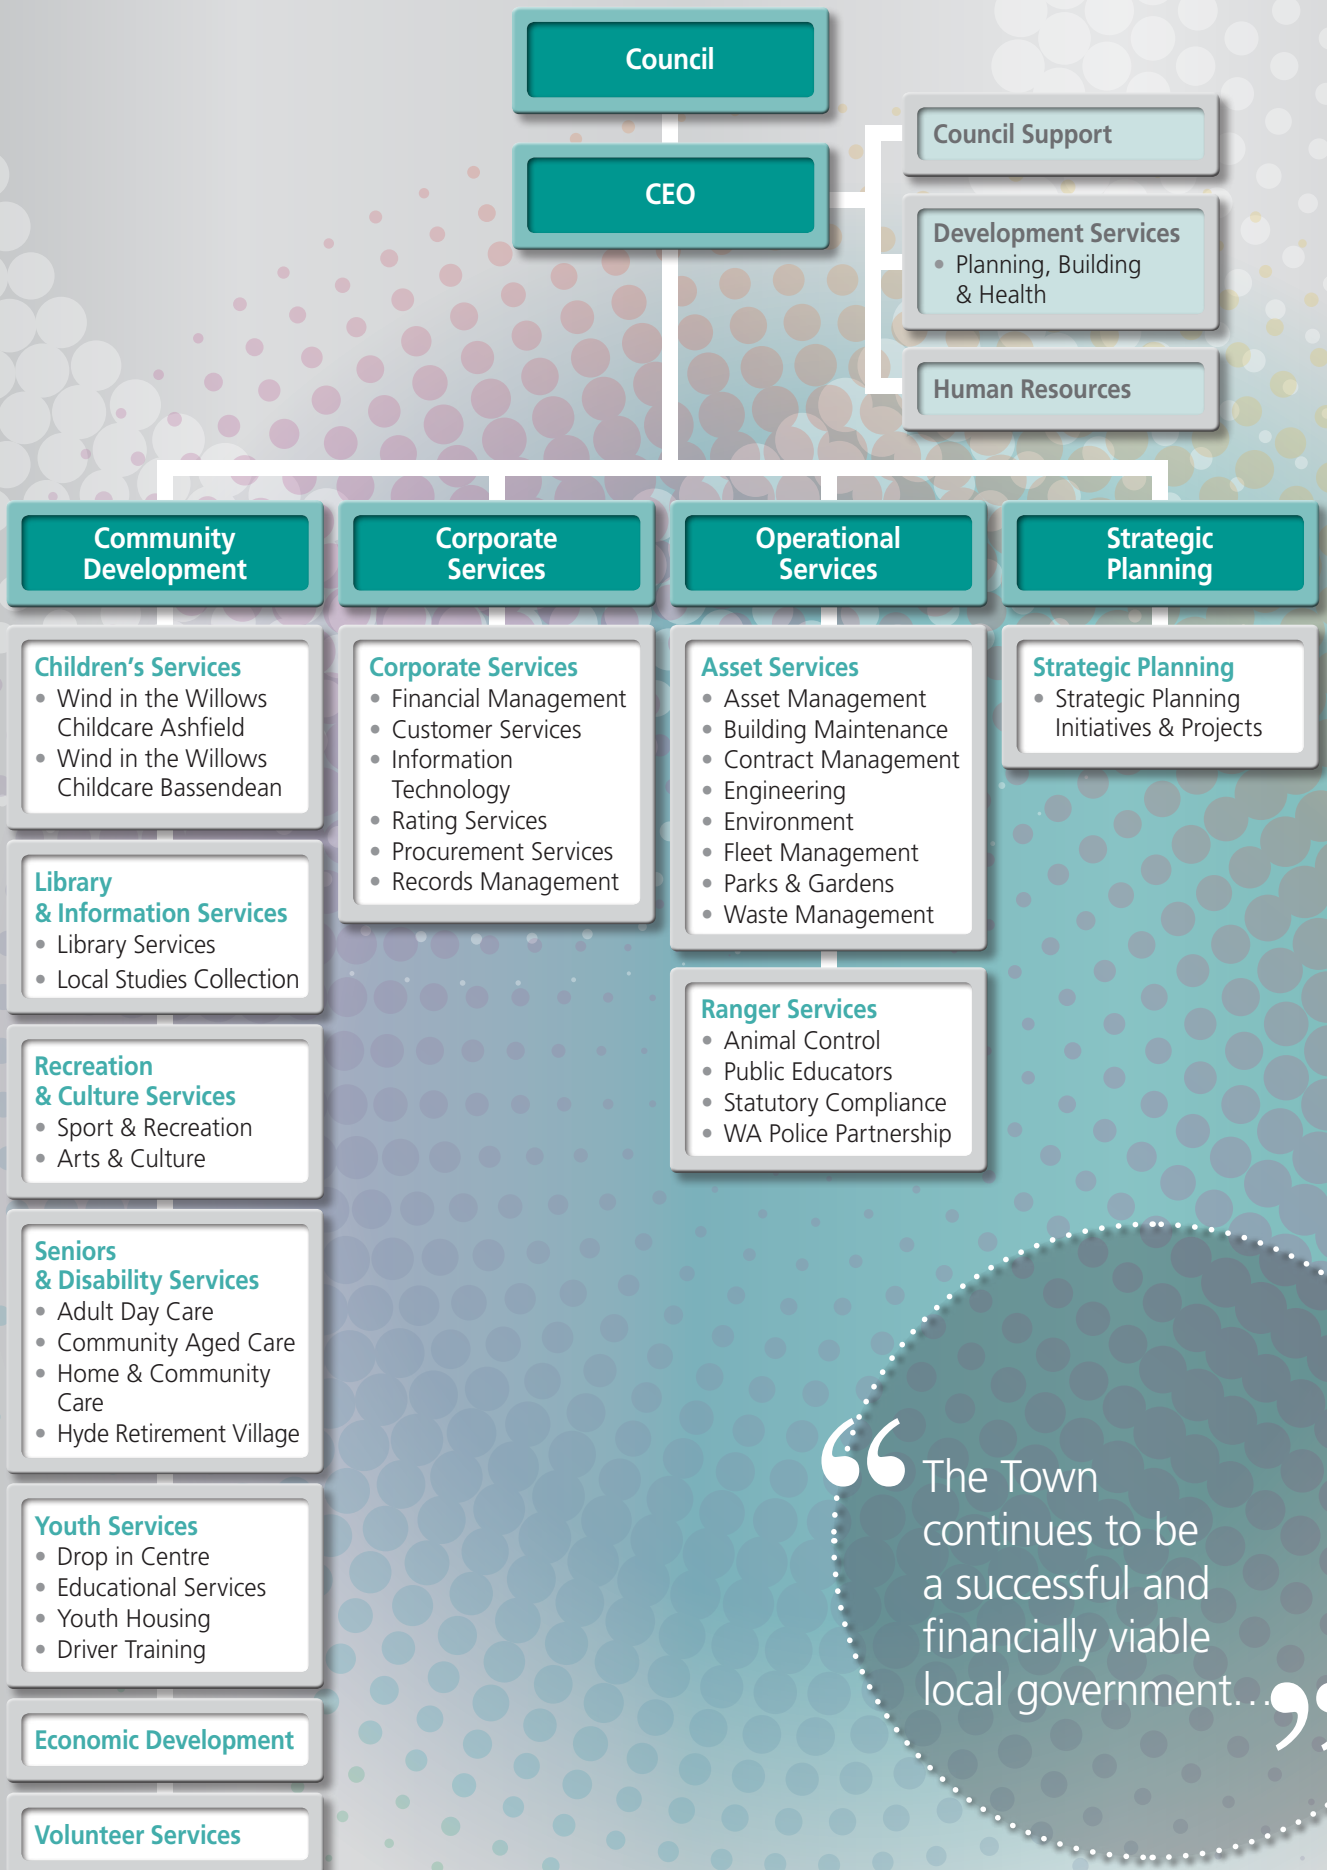 Council
CEO
Council Support
Development Services
• Planning, Building
& Health
Human Resources
Community
Development
Corporate
Services
Operational
Services
Strategic
Planning
Children's Services
• Wind in the Willows
Childcare Ashfield
• Wind in the Willows
Childcare Bassendean
Library
& Information Services
• Library Services
• Local Studies Collection
Recreation
& Culture Services
• Sport & Recreation
• Arts & Culture
Seniors
& Disability Services
• Adult Day Care
• Community Aged Care
• Home & Community
Care
• Hyde Retirement Village
Youth Services
• Drop in Centre
• Educational Services
• Youth Housing
• Driver Training
Economic Development
Volunteer Services
Corporate Services
• Financial Management
• Customer Services
• Information
Technology
• Rating Services
• Procurement Services
• Records Management
Asset Services
• Asset Management
• Building Maintenance
• Contract Management
• Engineering
• Environment
• Fleet Management
• Parks & Gardens
• Waste Management
Ranger Services
• Animal Control
• Public Educators
• Statutory Compliance
• WA Police Partnership
Strategic Planning
• Strategic Planning
Initiatives & Projects
“The Town
continues to be
a successful and
financially viable
local government…”